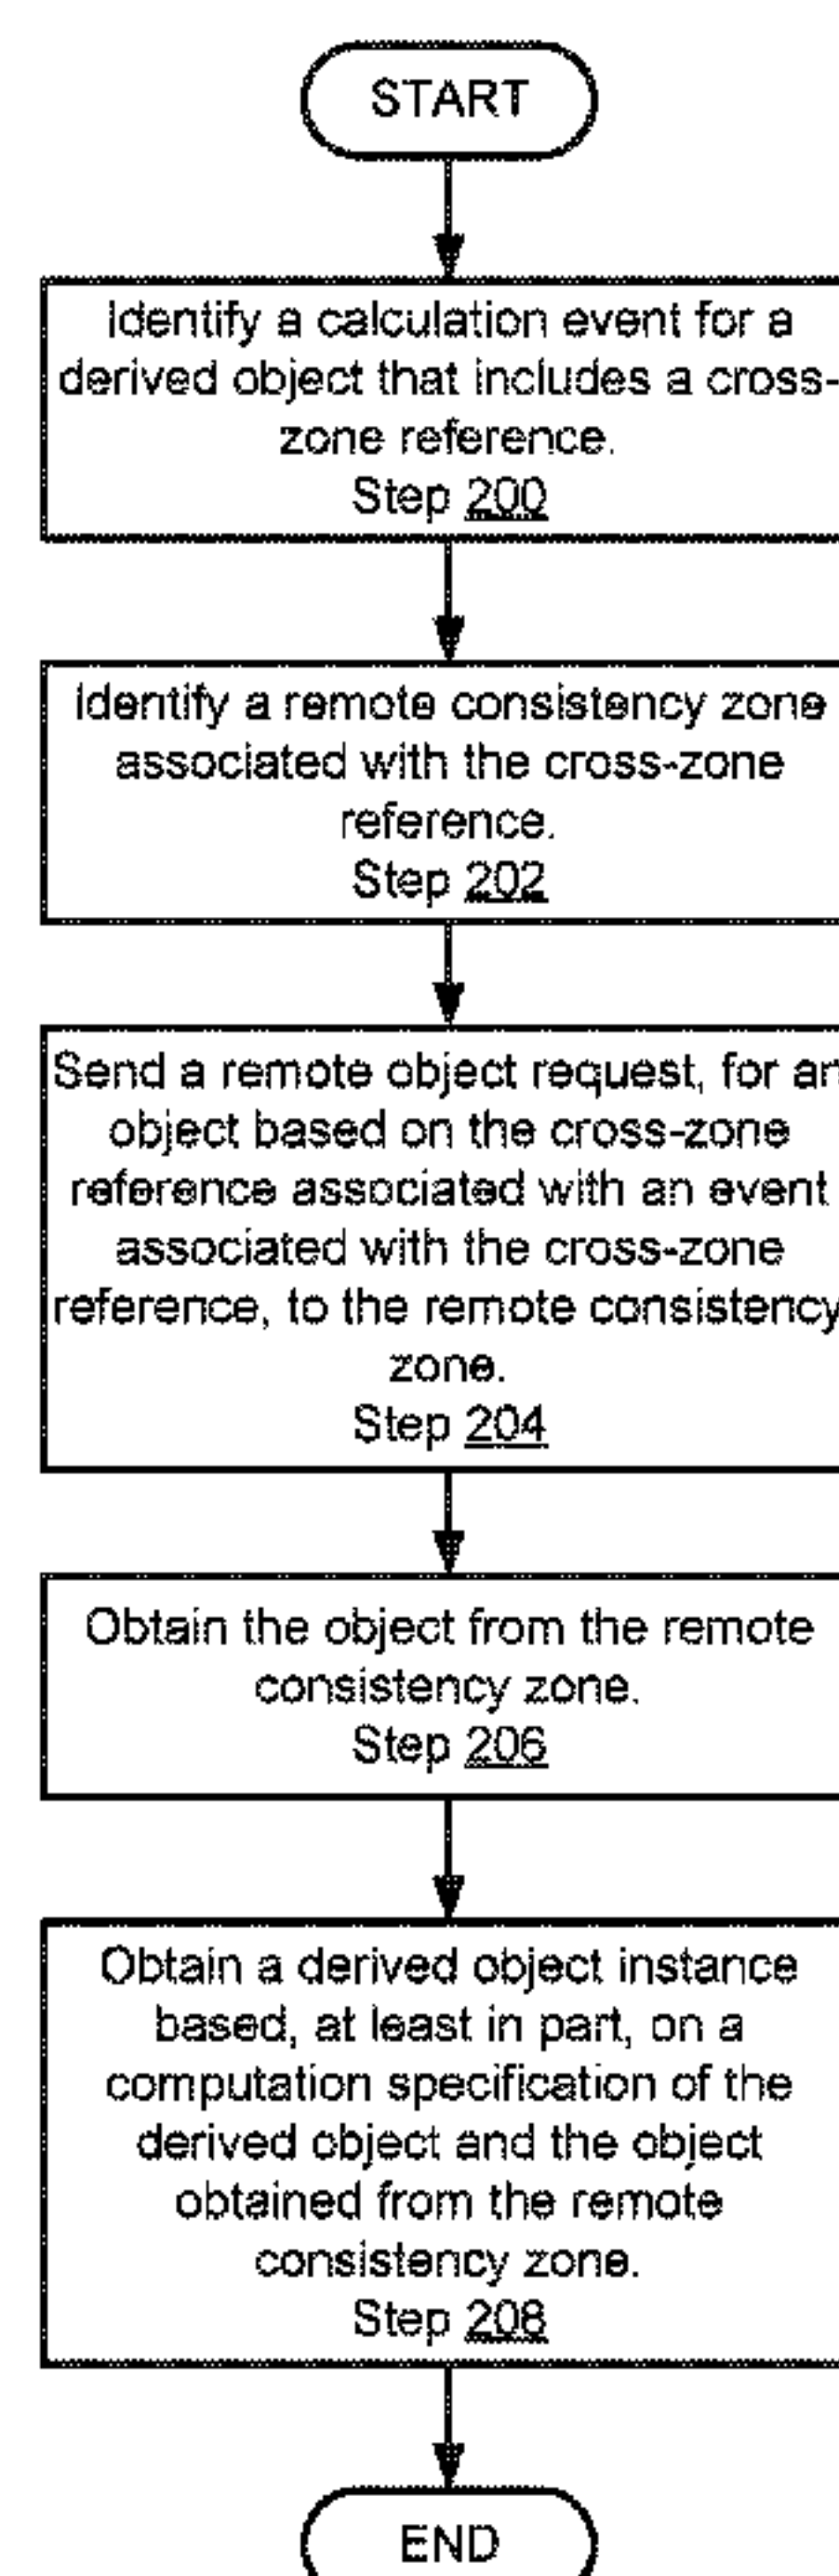 START
Identify a calculation event for a
derived object that includes a cross-
zone reference.
Step 200
Identify a remote consistency zone
associated with the cross-zone
reference.
Step 202
Send a remote object request, for an
object based on the cross-zone
reference associated with an event
associated with the cross-zone
reference, to the remote consistency
zone.
Step 204
Obtain the object from the remote
consistency zone.
Step 206
Obtain a derived object instance
based, at least in part, on a
computation specification of the
derived object and the object
obtained from the remote
consistency zone.
Step 208
END